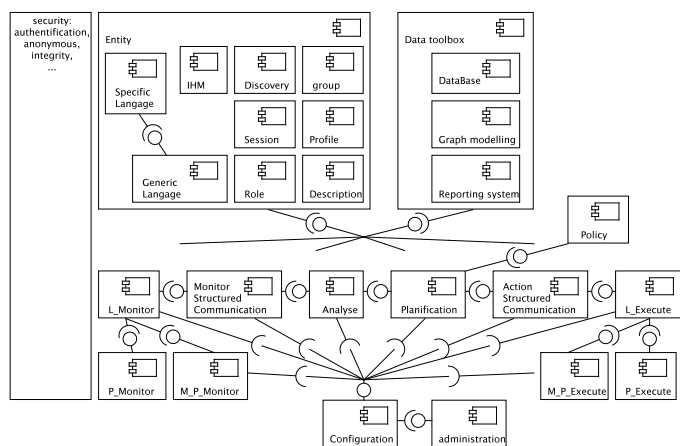 security:
authentification,
anonymous,
integrity,
...
Entity
Data toolbox
Specific
Langage
IHM
Discovery
group
DataBase
Session
Profile
Graph modelling
Generic
Langage
Role
Description
Reporting system
Policy
L_Monitor
Monitor
Structured
Communication
Analyse
Planification
Action
Structured
Communication
L_Execute
P_Monitor
M_P_Monitor
M_P_Execute
P_Execute
Configuration
administration